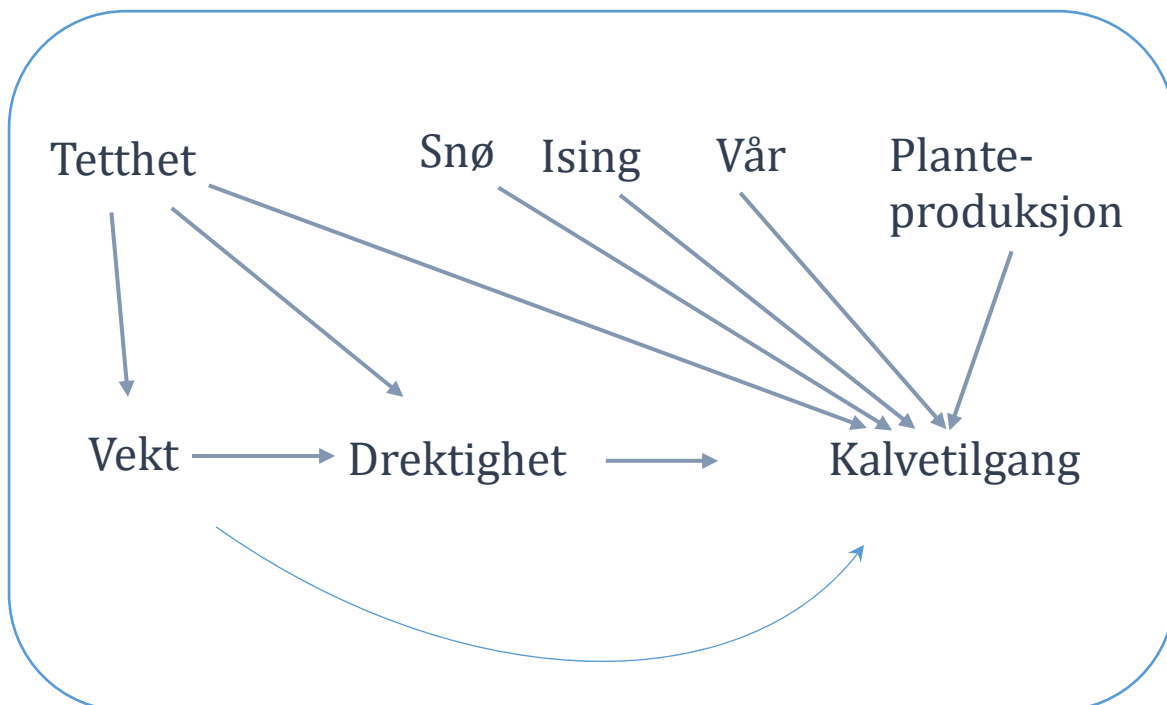 Tetthet
Snø
Ising
Vår
Plante-
produksjon
Vekt
Drektighet
Kalvetilgang